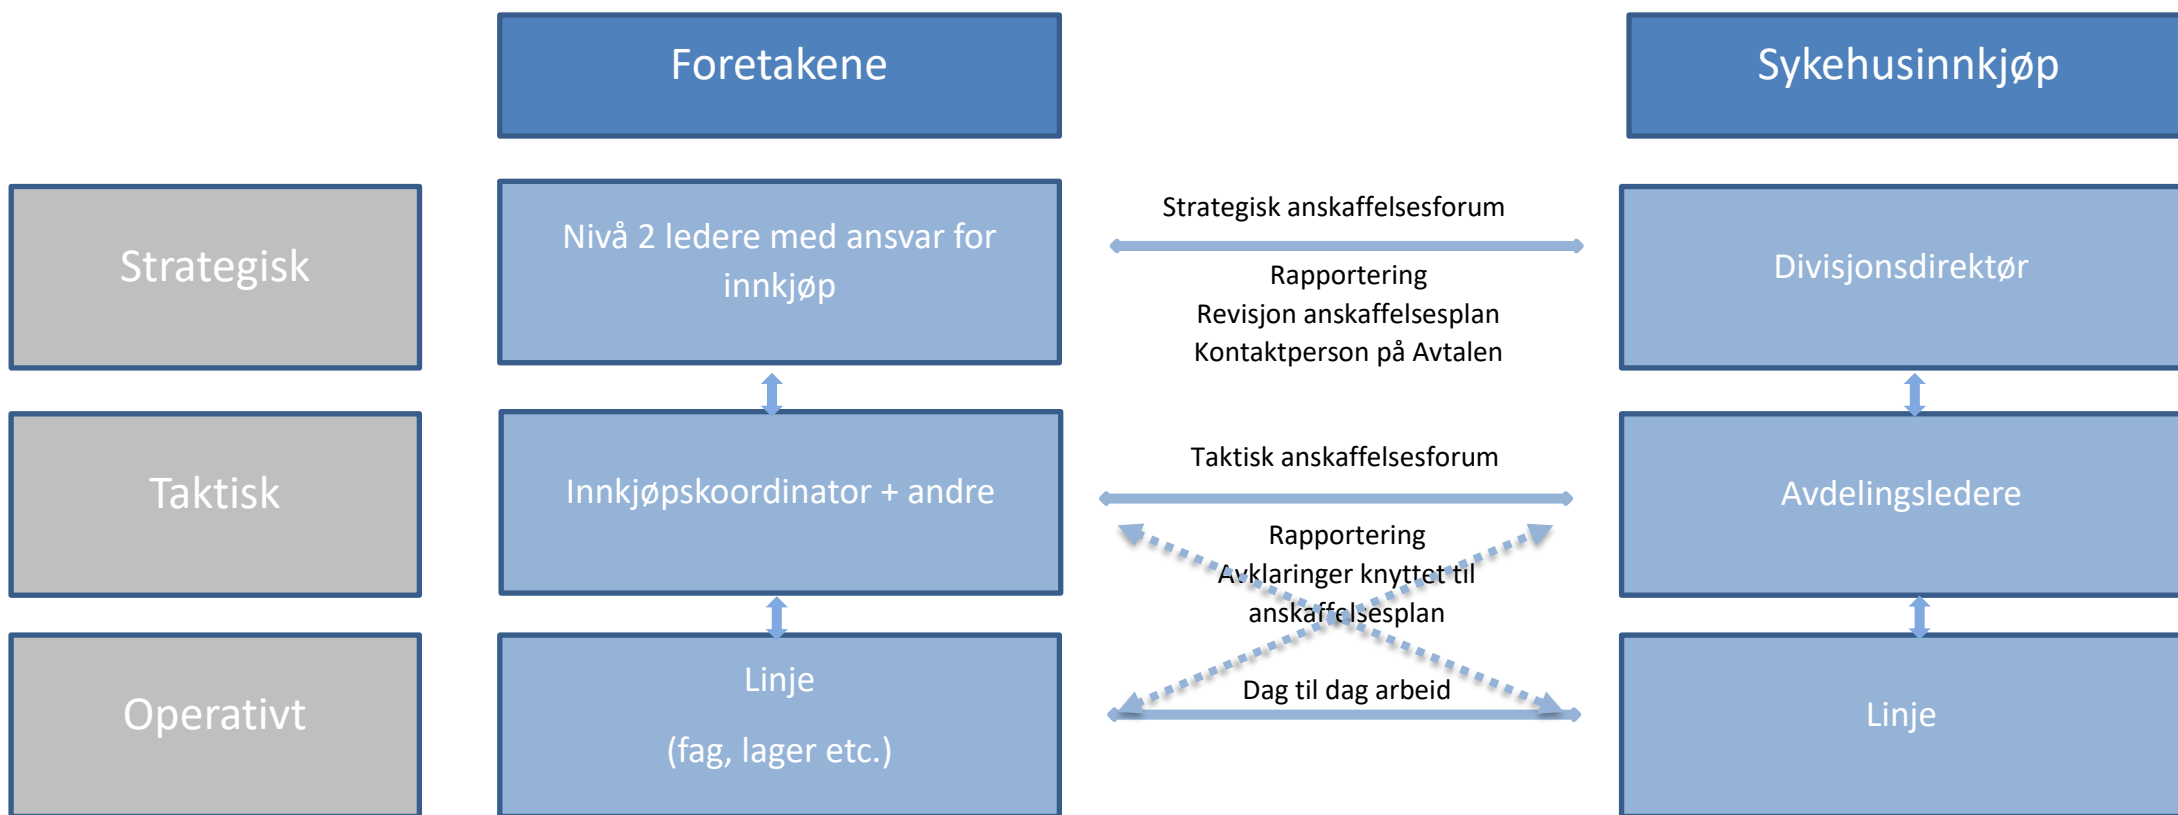 Foretakene
Sykehusinnkjøp
Strategisk
Nivå 2 ledere med ansvar for
innkjøp
Strategisk anskaffelsesforum
Rapportering
Revisjon anskaffelsesplan
Kontaktperson på Avtalen
Divisjonsdirektør
Taktisk
Innkjøpskoordinator + andre
Taktisk anskaffelsesforum
Rapportering
Avklaringer knyttet til
anskaffelsesplan
Avdelingsledere
Operativt
Linje
(fag, lager etc.)
Dag til dag arbeid
Linje